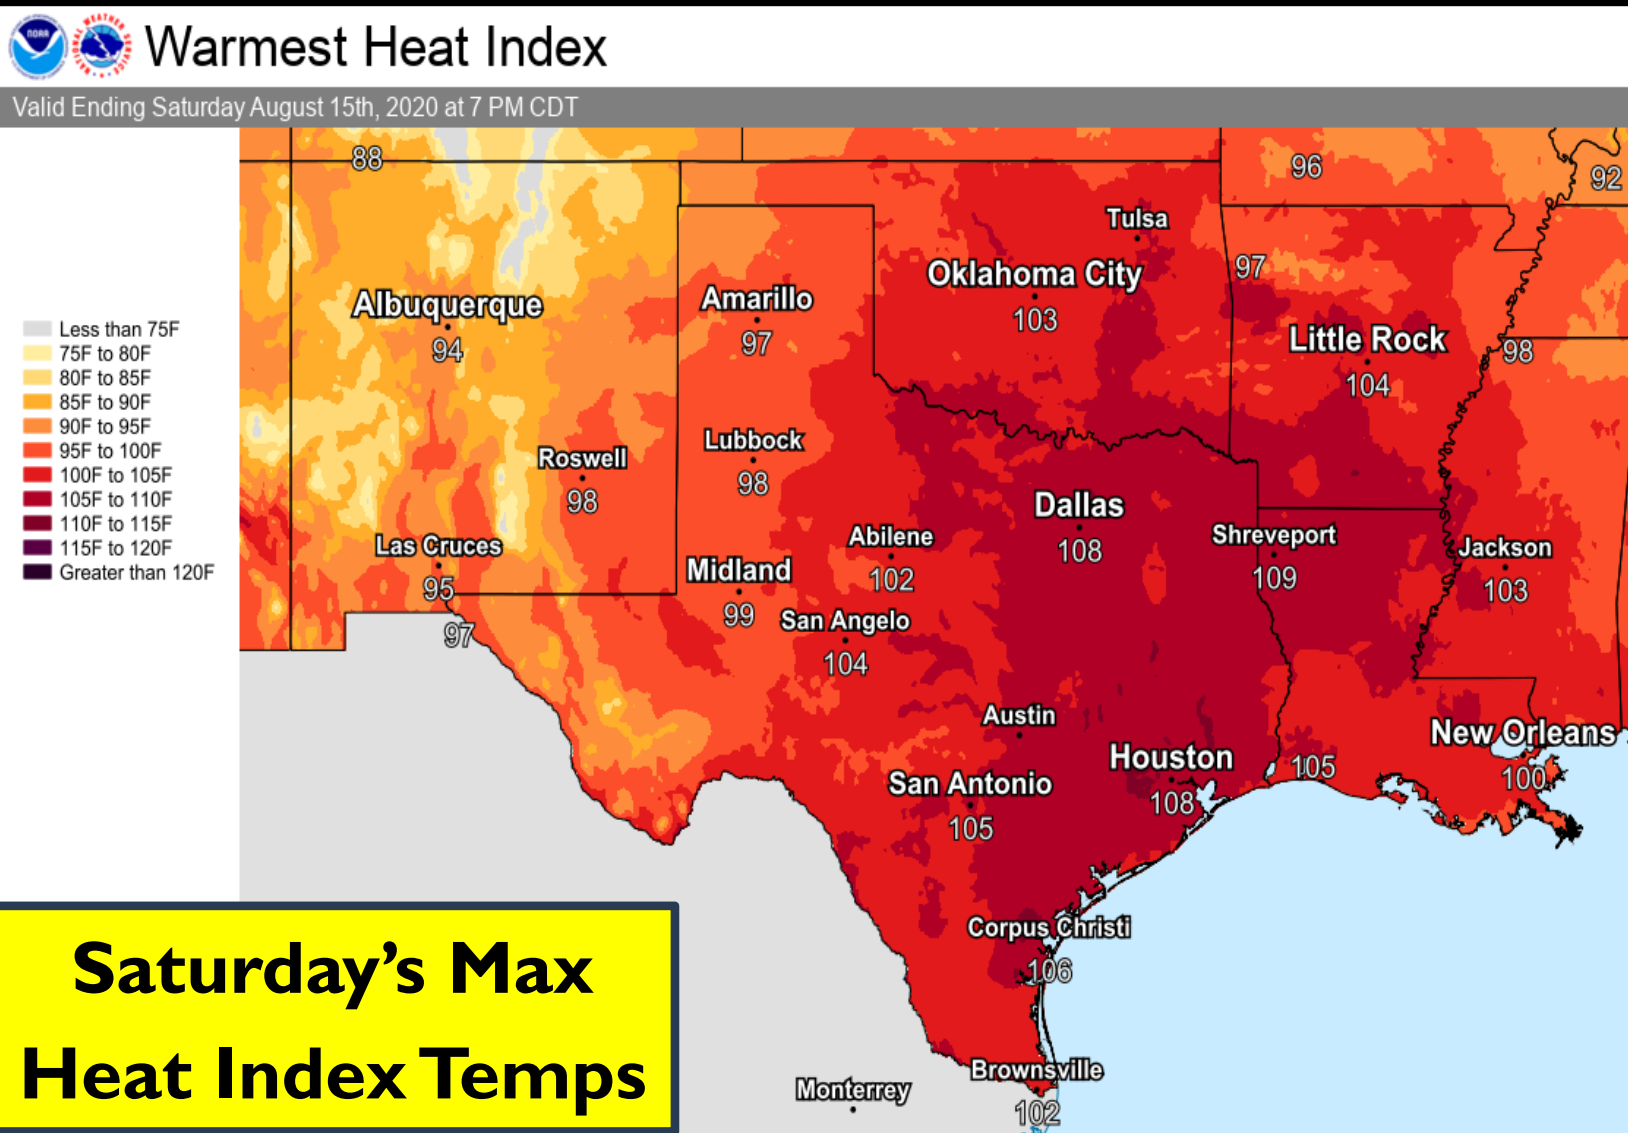 NOAA
NATIONAL WEATHER SERVICE
Warmest Heat Index
Valid Ending Saturday August 15th, 2020 at 7 PM CDT
88
96
92
Tulsa
Oklahoma City
103
97
Albuquerque
94
Amarillo
97
Little Rock
104
98
Less than 75F
75F to 80F
80F to 85F
85F to 90F
90F to 95F
95F to 100F
100F to 105F
105F to 110F
110F to 115F
115F to 120F
Greater than 120F
Roswell
98
Lubbock
98
Dallas
108
Las Cruces
95
97
Midland
99
Abilene
102
San Angelo
104
Shreveport
109
Jackson
103
Austin
Houston
108
San Antonio
105
105
New Orleans
100
Corpus Christi
106
Brownsville
102
Monterrey
Saturday’s Max
Heat Index Temps